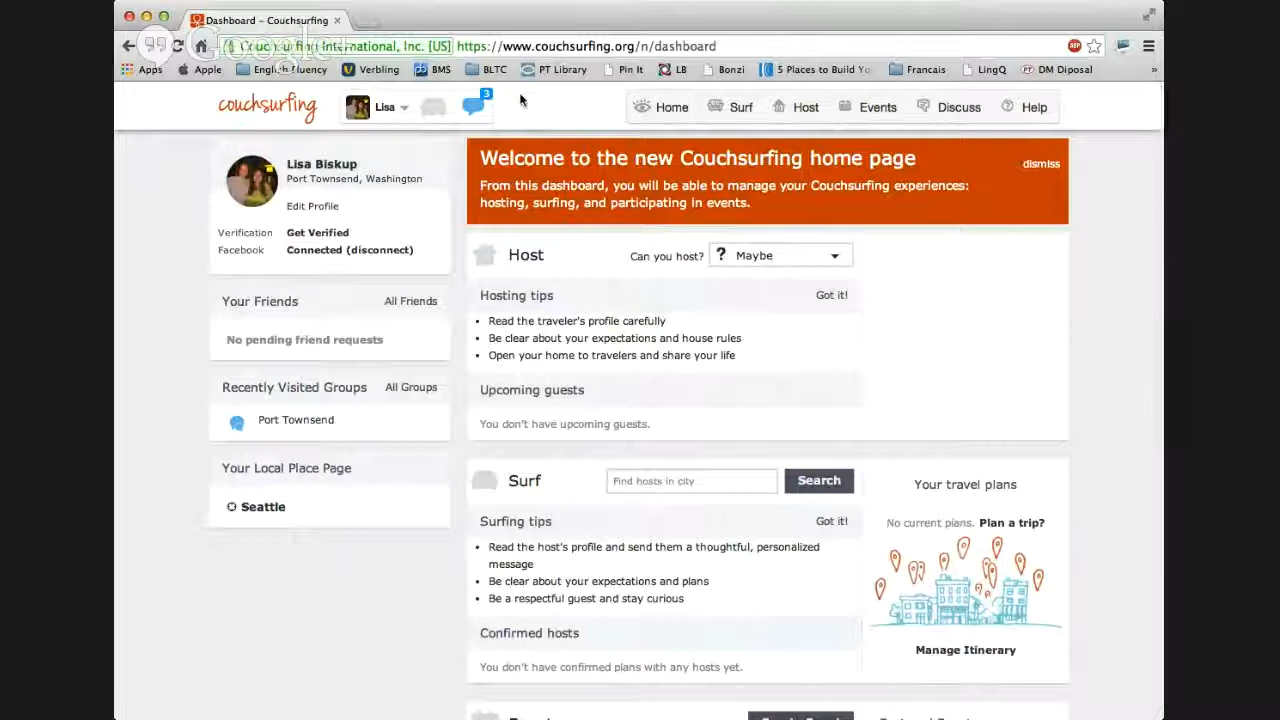 Dashboard – Couchsurfing
Google+
Couchsurfing International, Inc. [US] https://www.couchsurfing.org/n/dashboard
ABP
Apps Apple English Fluency Verbling BMS BLTC PT Library Pin It LB Bonzi 5 Places to Build Yo Francais LingQ DM Diposal »
couchsurfing Lisa 3 Home Surf Host Events Discuss Help
Lisa Biskup
Port Townsend, Washington
Edit Profile
Verification Get Verified
Facebook Connected (disconnect)
Your Friends All Friends
No pending friend requests
Recently Visited Groups All Groups
Port Townsend
Your Local Place Page
Seattle
Welcome to the new Couchsurfing home page dismiss
From this dashboard, you will be able to manage your Couchsurfing experiences:
hosting, surfing, and participating in events.
Host Can you host? ? Maybe
Hosting tips Got it!
• Read the traveler's profile carefully
• Be clear about your expectations and house rules
• Open your home to travelers and share your life
Upcoming guests
You don't have upcoming guests.
Surf Find hosts in city Search
Surfing tips Got it!
• Read the host's profile and send them a thoughtful, personalized
message
• Be clear about your expectations and plans
• Be a respectful guest and stay curious
Confirmed hosts
You don't have confirmed plans with any hosts yet.
Your travel plans
No current plans. Plan a trip?
Manage Itinerary